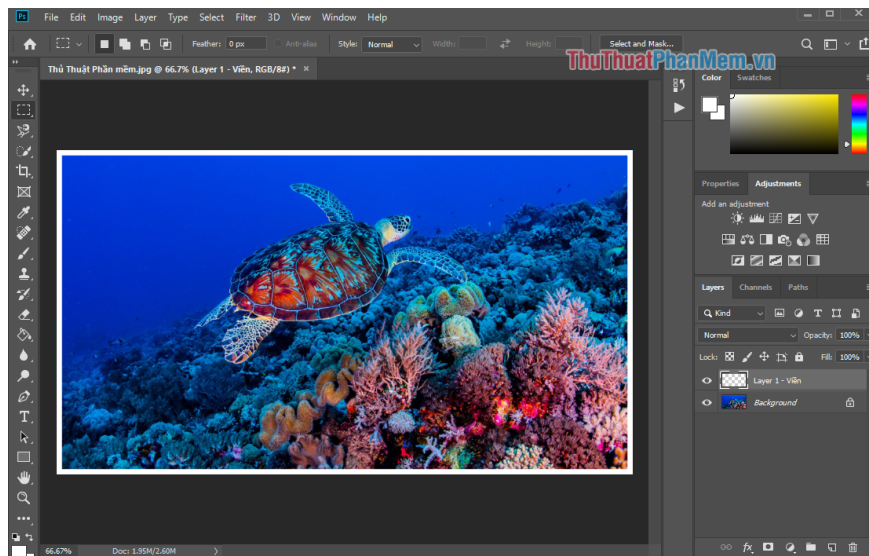 Ps File Edit Image Layer Type Select Filter 3D View Window Help
Feather: 0 px Anti-alias Style: Normal Width: Height: Select and Mask...
ThuThuatPhanMem.vn
Thủ Thuật Phần mềm.jpg @ 66.7% (Layer 1 - Viền, RGB/8#) * ×
Color Swatches
Properties Adjustments
Add an adjustment
Layers Channels Paths
Kind
Normal Opacity: 100%
Lock: Fill: 100%
Layer 1 - Viền
Background
66.67% Doc: 1.95M/2.60M